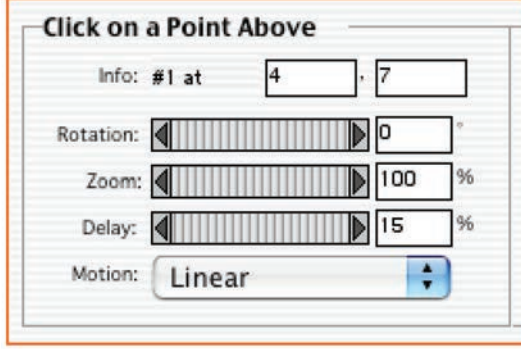 Click on a Point Above
Info: #1 at 4 , 7
Rotation: 0 °
Zoom: 100 %
Delay: 15 %
Motion: Linear